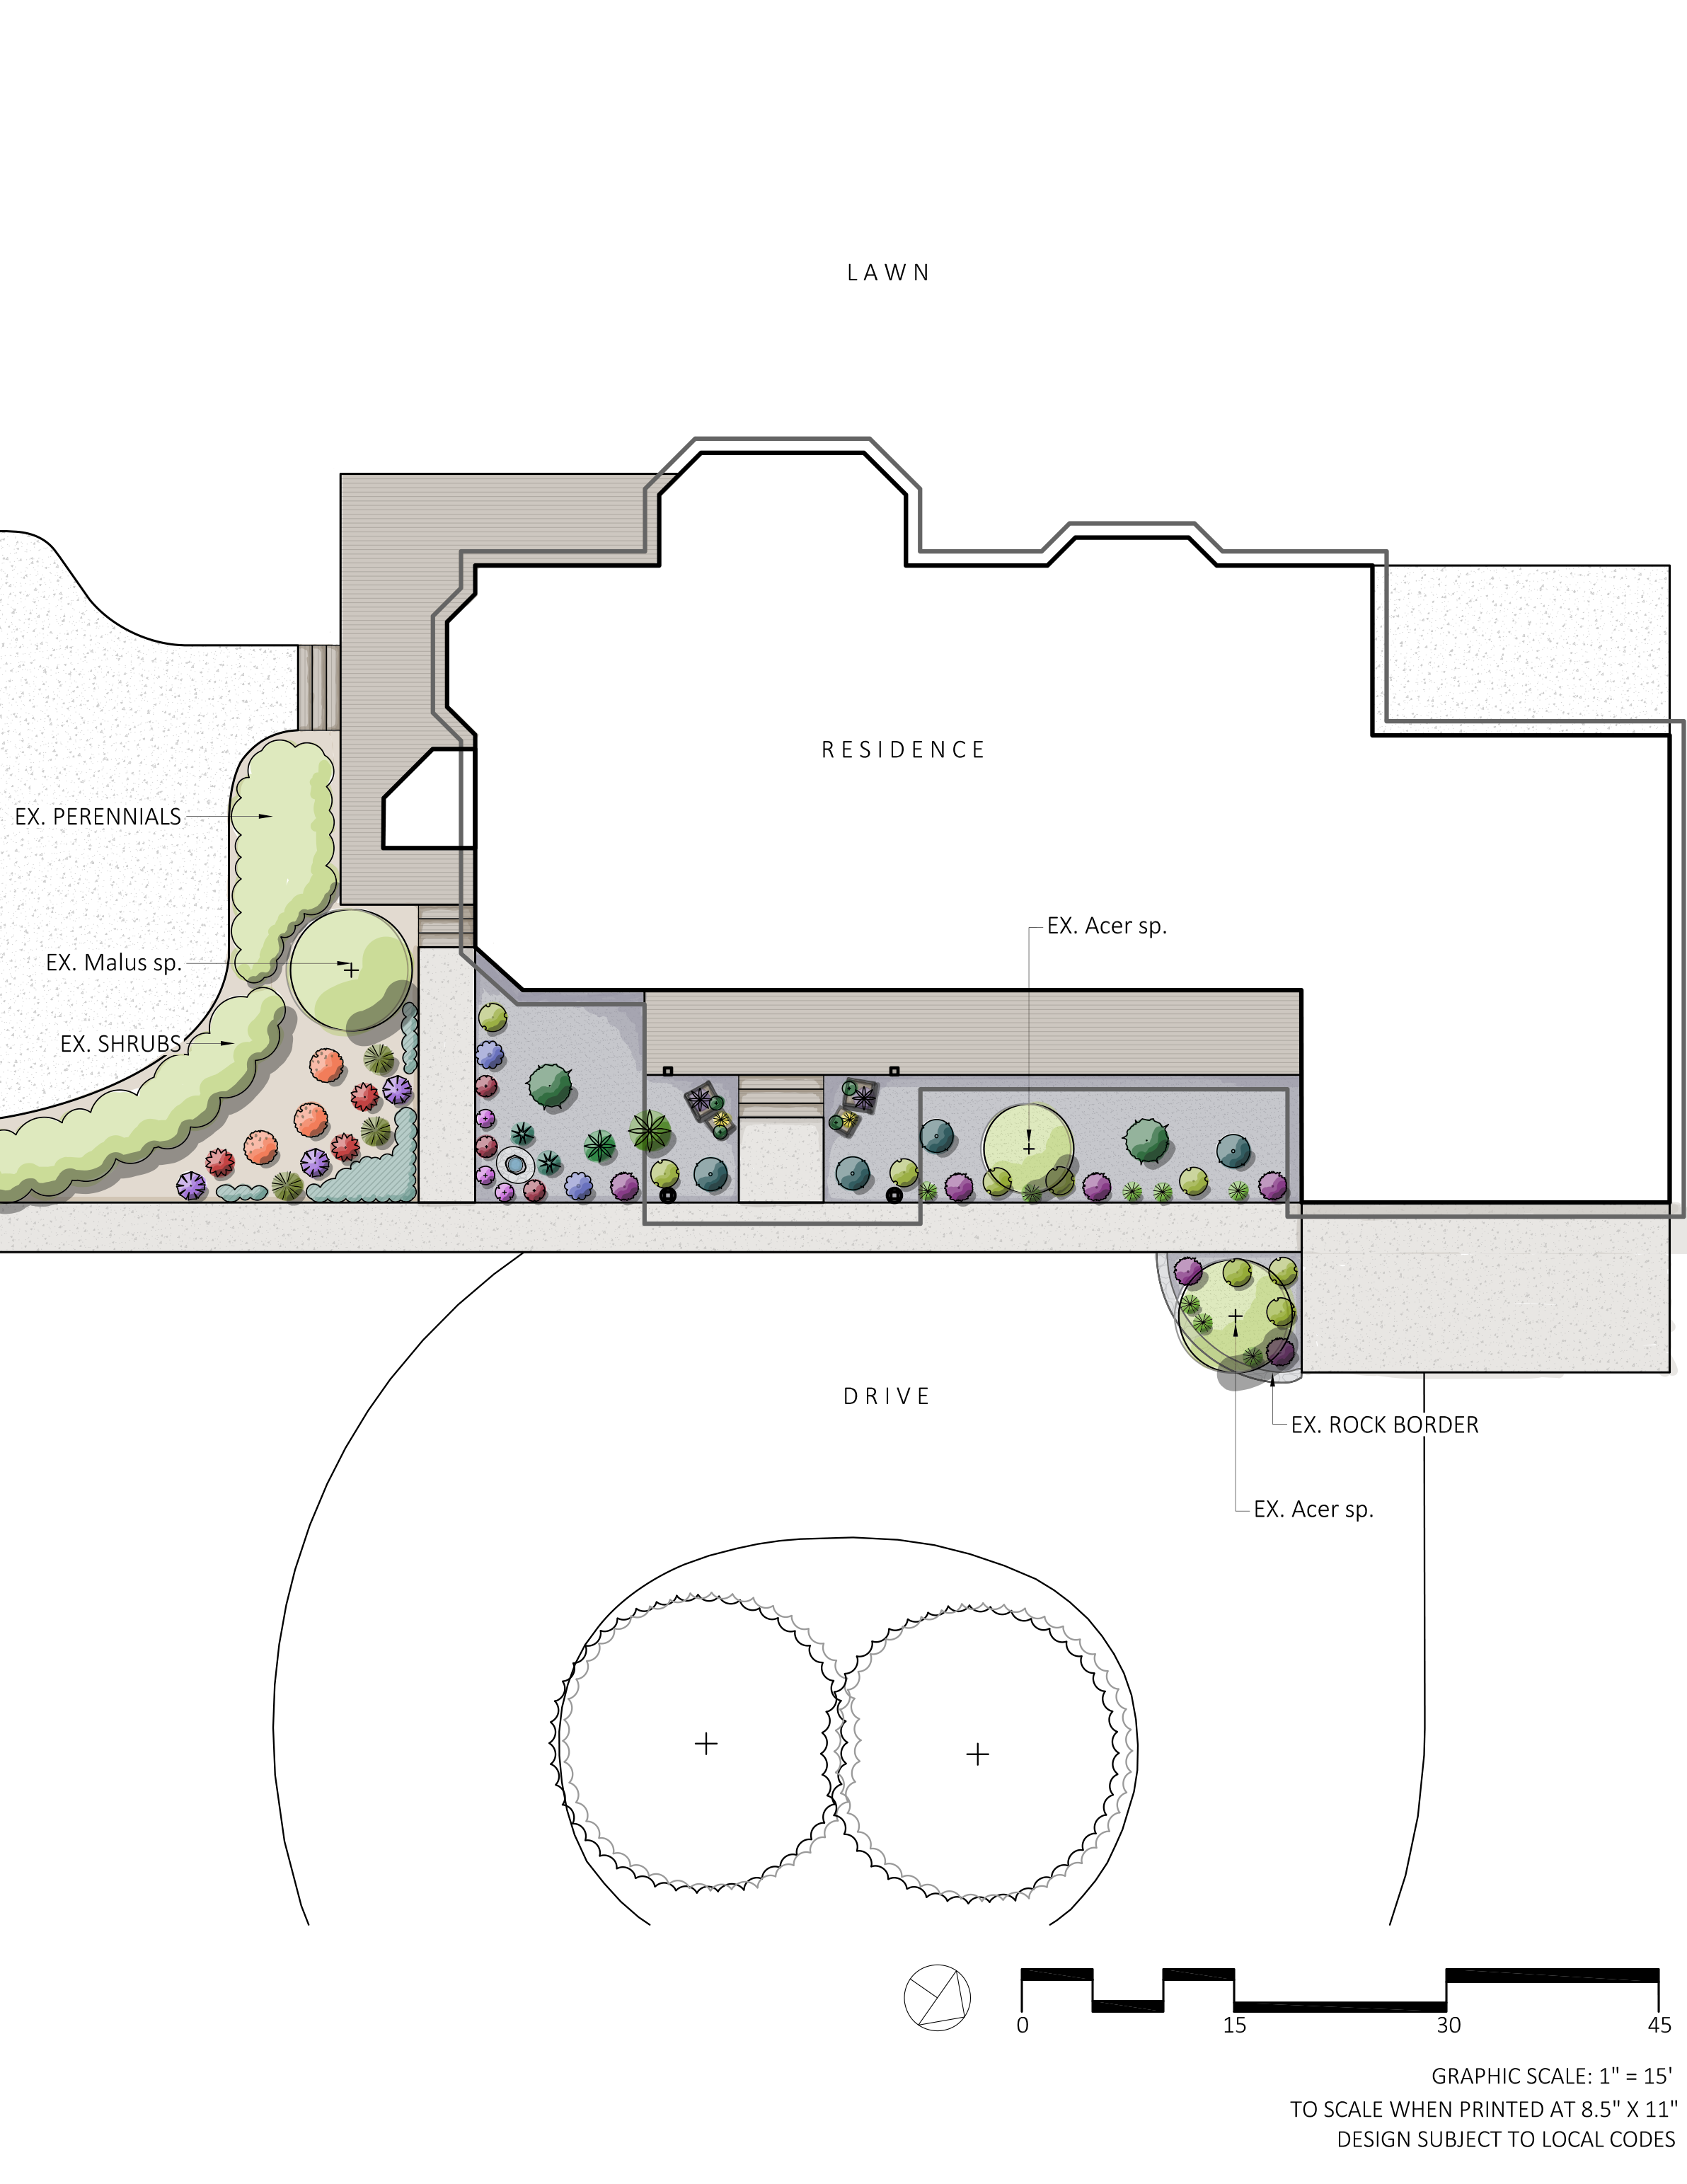 LAWN
RESIDENCE
EX. PERENNIALS
EX. Acer sp.
EX. Malus sp.
EX. SHRUBS
DRIVE
EX. ROCK BORDER
EX. Acer sp.
0 15 30 45
GRAPHIC SCALE: 1" = 15'
TO SCALE WHEN PRINTED AT 8.5" X 11"
DESIGN SUBJECT TO LOCAL CODES